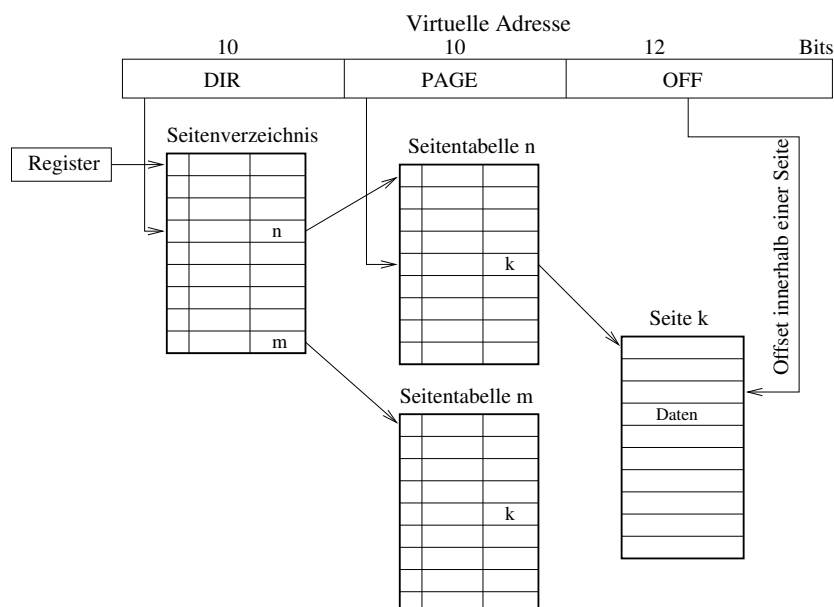 Virtuelle Adresse
10 10 12 Bits
DIR PAGE OFF
Seitenverzeichnis
Register
n
m
Seitentabelle n
k
Seitentabelle m
k
Seite k
Daten
Offset innerhalb einer Seite